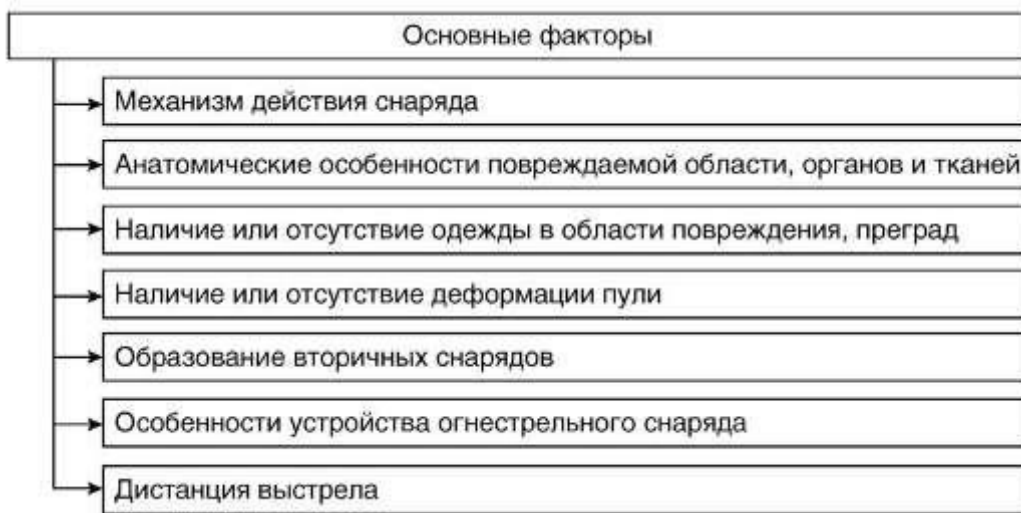 Основные факторы
Механизм действия снаряда
Анатомические особенности повреждаемой области, органов и тканей
Наличие или отсутствие одежды в области повреждения, преград
Наличие или отсутствие деформации пули
Образование вторичных снарядов
Особенности устройства огнестрельного снаряда
Дистанция выстрела